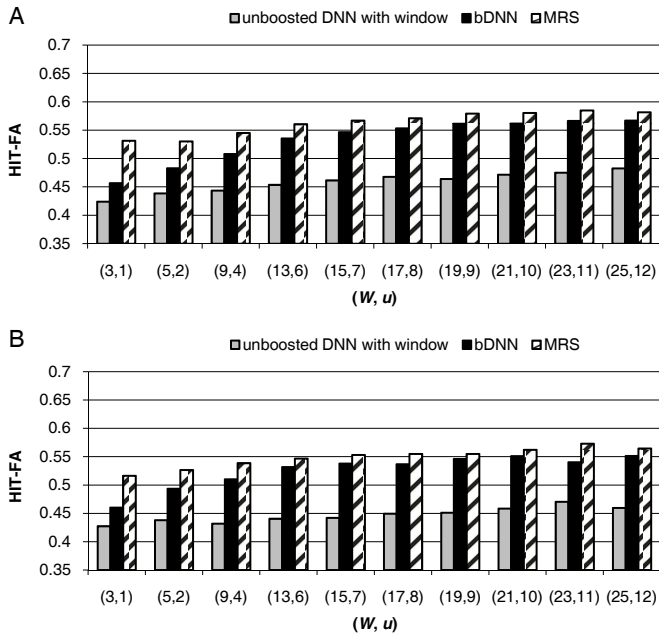 A
unboosted DNN with window bDNN MRS
0.7
0.65
0.6
0.55
0.5
0.45
0.4
0.35
HIT-FA
(3,1) (5,2) (9,4) (13,6) (15,7) (17,8) (19,9) (21,10) (23,11) (25,12)
(W, u)
B
unboosted DNN with window bDNN MRS
0.7
0.65
0.6
0.55
0.5
0.45
0.4
0.35
HIT-FA
(3,1) (5,2) (9,4) (13,6) (15,7) (17,8) (19,9) (21,10) (23,11) (25,12)
(W, u)